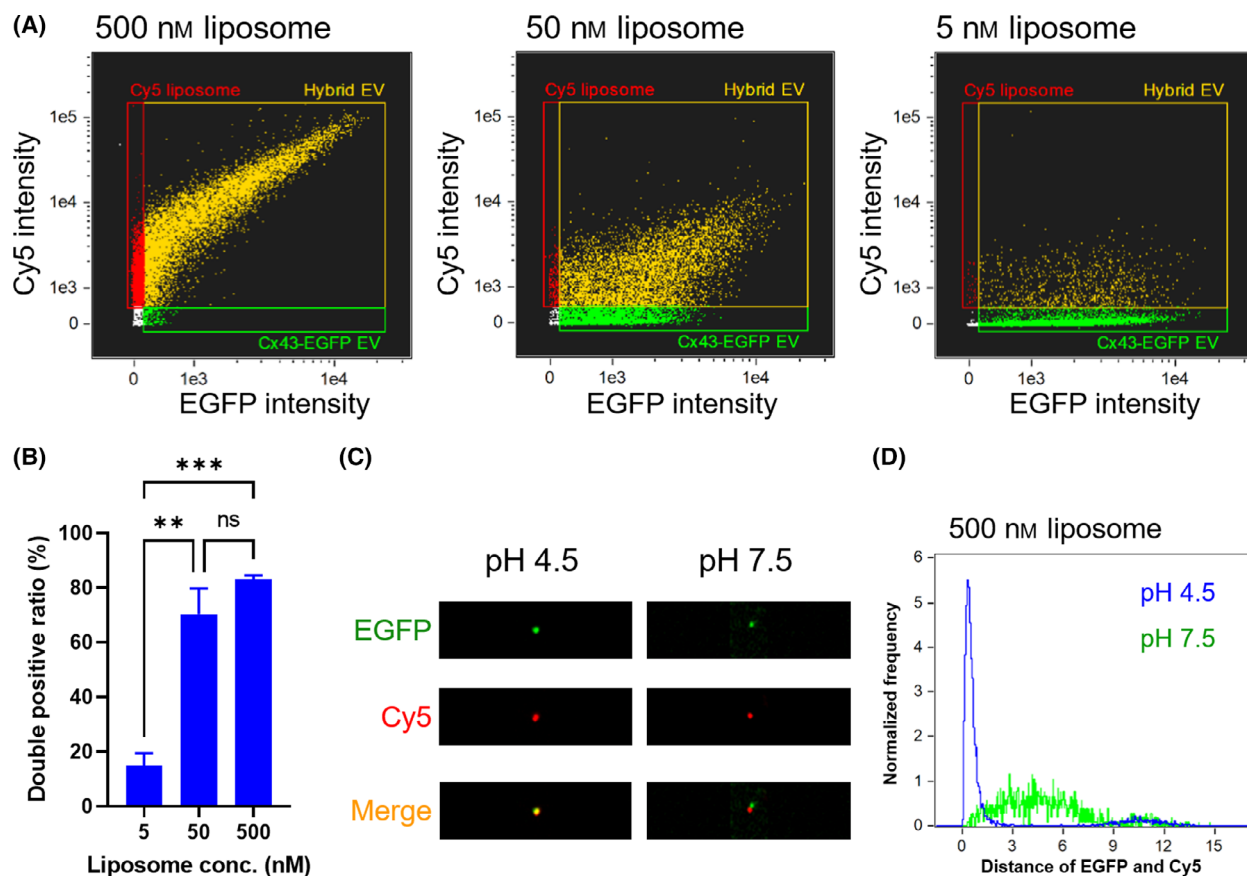 (A)
500 nM liposome
50 nM liposome
5 nM liposome
Cy5 intensity
1e5
1e4
1e3
0
Cy5 liposome
Hybrid EV
Cx43-EGFP EV
0
1e3
1e4
EGFP intensity
Cy5 intensity
1e5
1e4
1e3
0
Cy5 liposome
Hybrid EV
Cx43-EGFP EV
0
1e3
1e4
EGFP intensity
Cy5 intensity
1e5
1e4
1e3
0
Cy5 liposome
Hybrid EV
Cx43-EGFP EV
0
1e3
1e4
EGFP intensity
(B)
***
**
ns
Double positive ratio (%)
100
80
60
40
20
0
5
50
500
Liposome conc. (nM)
(C)
pH 4.5
pH 7.5
EGFP
Cy5
Merge
(D)
500 nM liposome
pH 4.5
pH 7.5
Normalized frequency
6
5
4
3
2
1
0
0
3
6
9
12
15
Distance of EGFP and Cy5